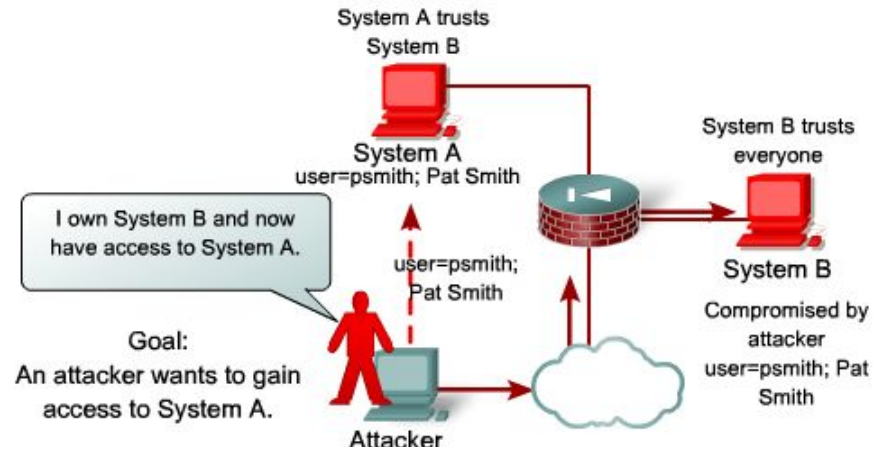 System A trusts
System B
System A
user=psmith; Pat Smith
System B trusts
everyone
I own System B and now
have access to System A.
user=psmith;
Pat Smith
System B
Compromised by
attacker
user=psmith; Pat
Smith
Goal:
An attacker wants to gain
access to System A.
Attacker